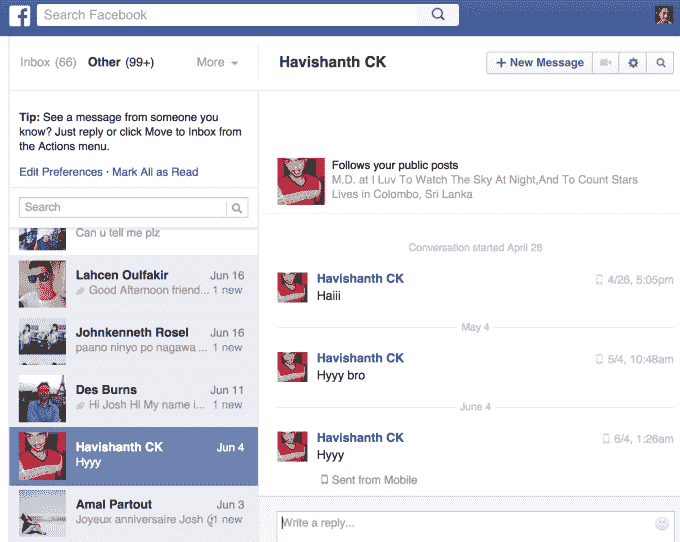 f Search Facebook
Inbox (66) Other (99+) More
Havishanth CK
+ New Message
Tip: See a message from someone you
know? Just reply or click Move to Inbox from
the Actions menu.
Edit Preferences · Mark All as Read
Search
Can u tell me plz
Lahcen Oulfakir Jun 16
Good Afternoon friend... 1 new
Johnkenneth Rosel Jun 16
paano ninyo po nagawa ... 1 new
Des Burns Jun 11
Hi Josh Hi My name i... 1 new
Havishanth CK Jun 4
Hyyy
Amal Partout Jun 3
Joyeux anniversaire Josh 1 new
Follows your public posts
M.D. at I Luv To Watch The Sky At Night,And To Count Stars
Lives in Colombo, Sri Lanka
Conversation started April 26
Havishanth CK 4/26, 5:05pm
Haiii
May 4
Havishanth CK 5/4, 10:48am
Hyyy bro
June 4
Havishanth CK 6/4, 1:26am
Hyyy
Sent from Mobile
Write a reply...